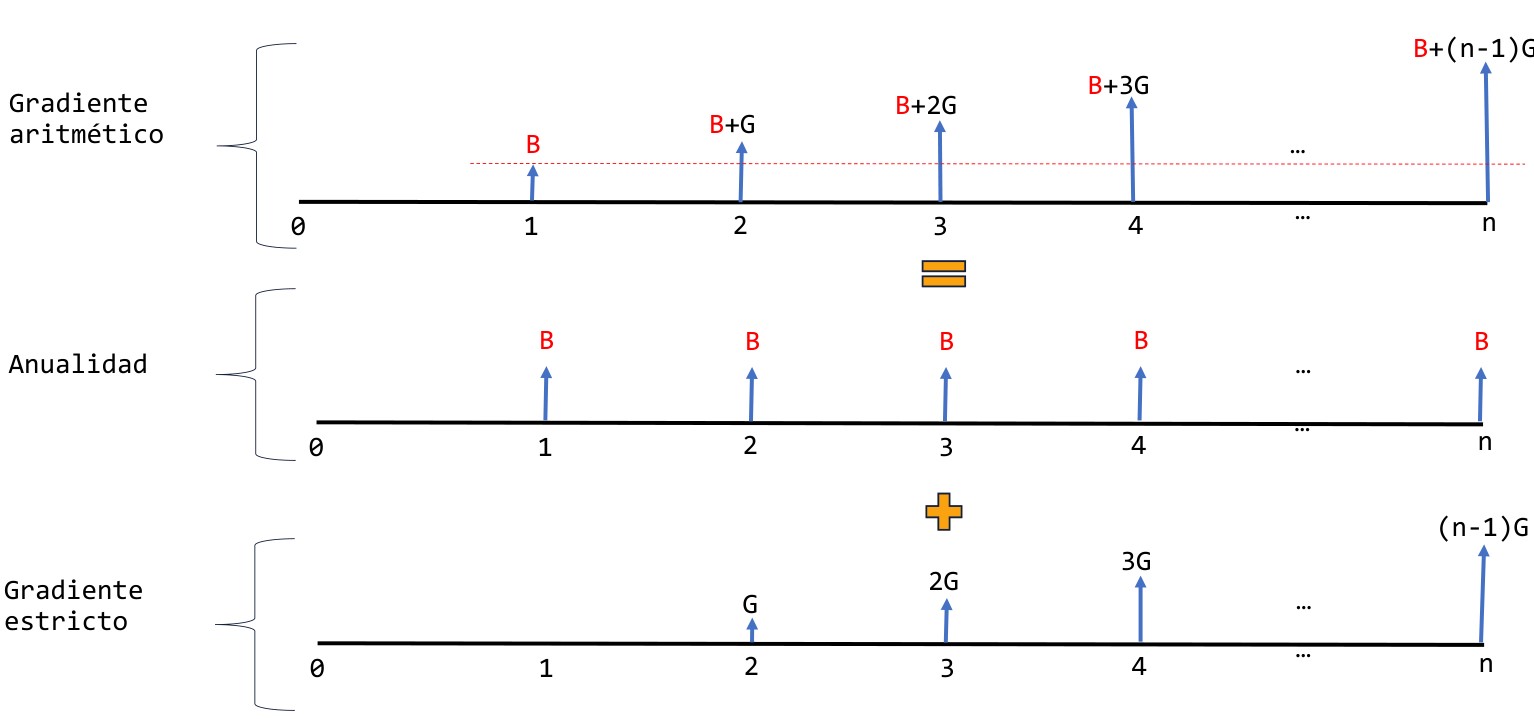 B+(n-1)G
B+3G
B+2G
B+G
B
Gradiente
aritmético
...
0 1 2 3 4 ... n
B B B B B
Anualidad
...
0 1 2 3 4 ... n
(n-1)G
3G
2G
G
Gradiente
estricto
...
0 1 2 3 4 ... n